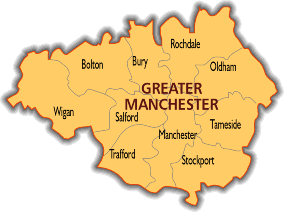 Rochdale
Bury
Bolton
Oldham
GREATER
MANCHESTER
Wigan
Salford
Tameside
Manchester
Trafford
Stockport